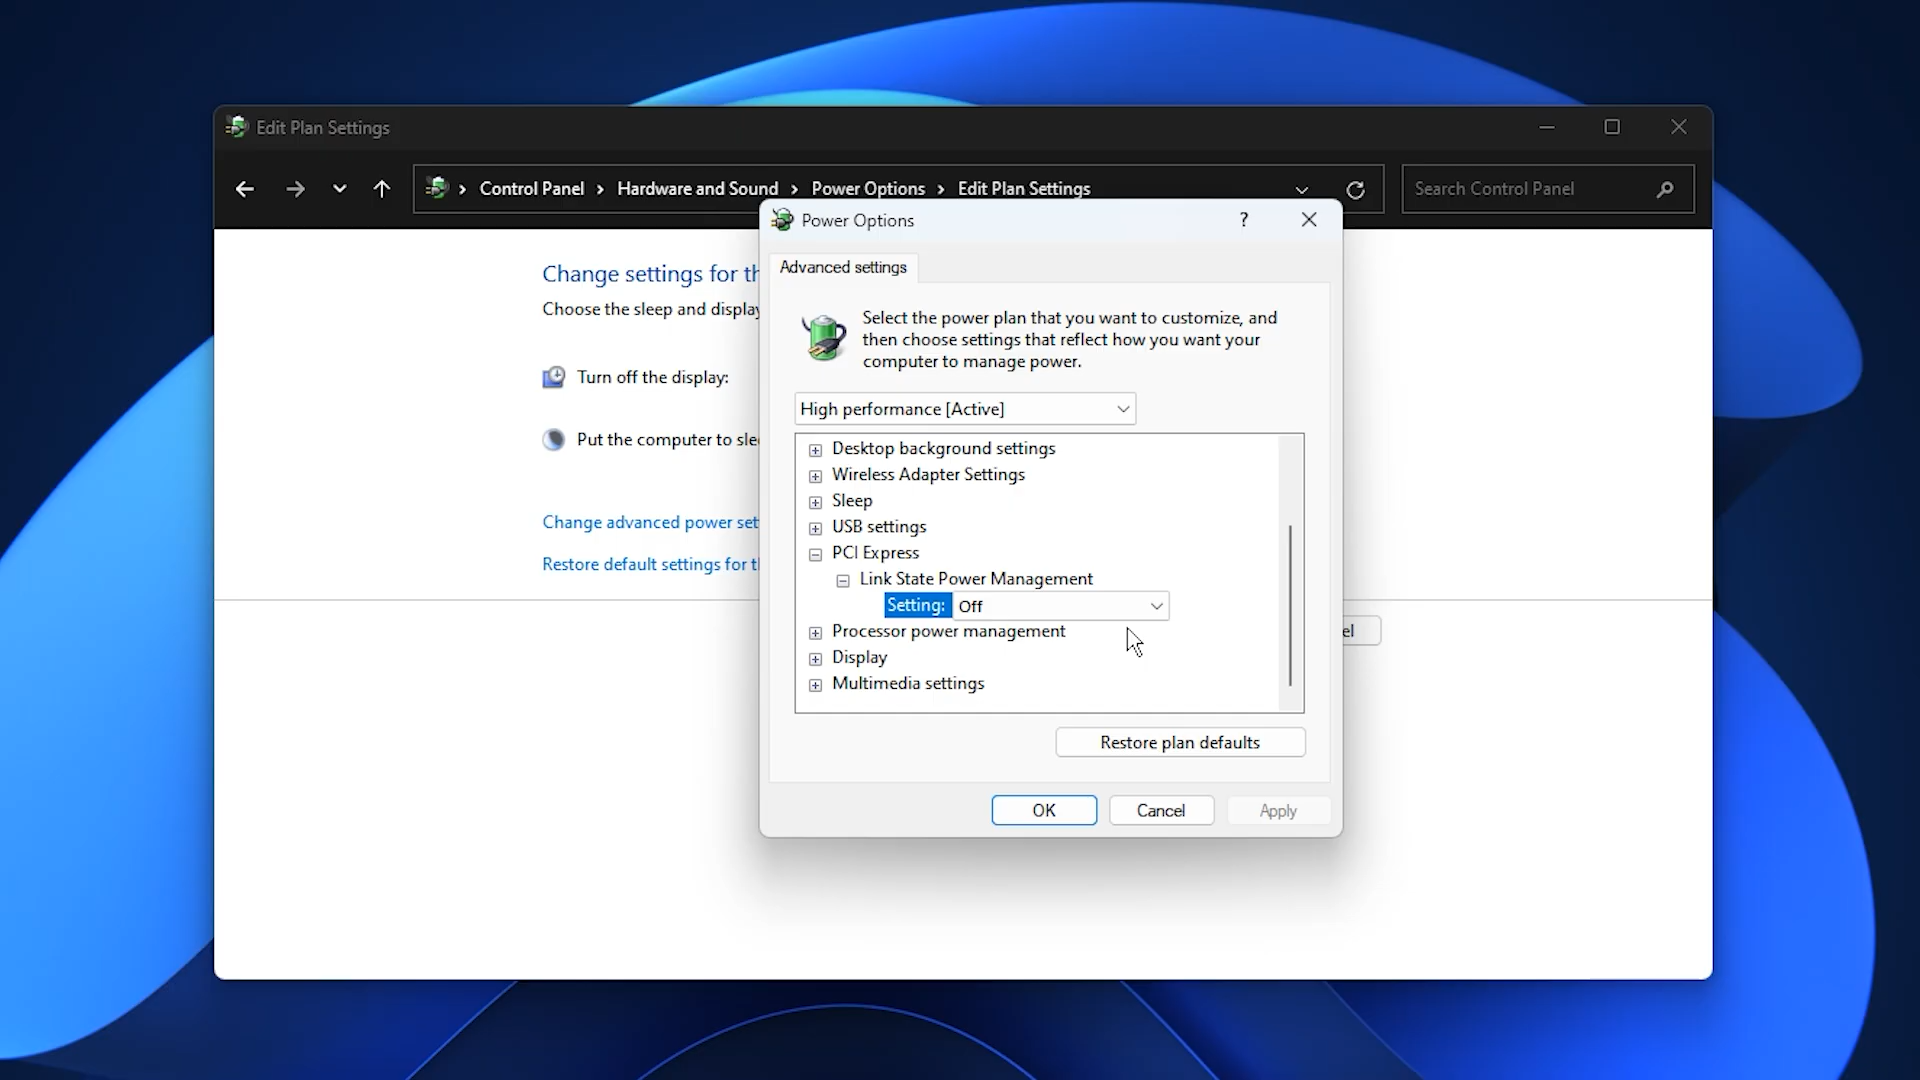 Edit Plan Settings
Control Panel > Hardware and Sound > Power Options > Edit Plan Settings
Search Control Panel
Change settings for th
Choose the sleep and display
Turn off the display:
Put the computer to slee
Change advanced power set
Restore default settings for th
Power Options
?
Advanced settings
Select the power plan that you want to customize, and
then choose settings that reflect how you want your
computer to manage power.
High performance [Active]
Desktop background settings
Wireless Adapter Settings
Sleep
USB settings
PCI Express
Link State Power Management
Setting: Off
Processor power management
Display
Multimedia settings
Restore plan defaults
OK
Cancel
Apply
el